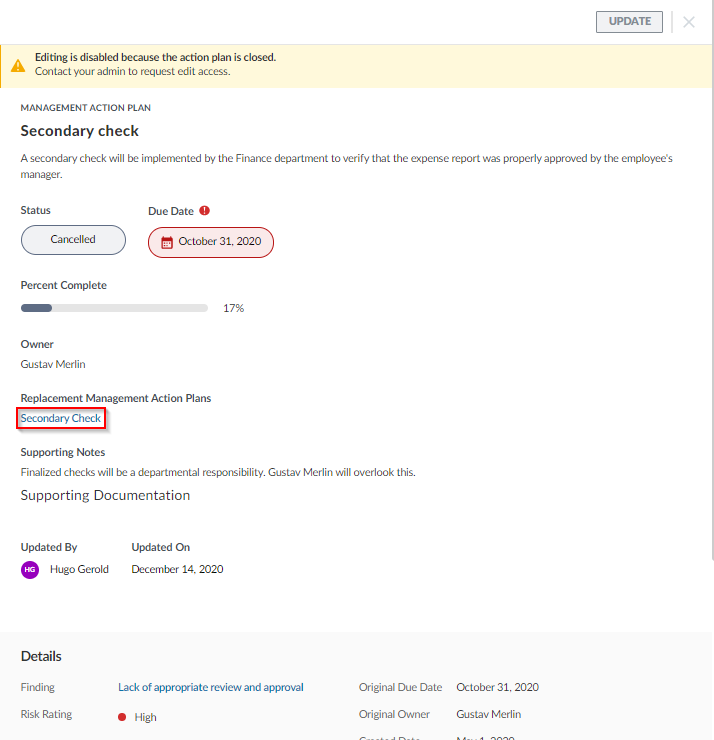 UPDATE
Editing is disabled because the action plan is closed.
Contact your admin to request edit access.
MANAGEMENT ACTION PLAN
Secondary check
A secondary check will be implemented by the Finance department to verify that the expense report was properly approved by the employee's
manager.
Status
Due Date
Cancelled
October 31, 2020
Percent Complete
17%
Owner
Gustav Merlin
Replacement Management Action Plans
Secondary Check
Supporting Notes
Finalized checks will be a departmental responsibility. Gustav Merlin will overlook this.
Supporting Documentation
Updated By Updated On
HG Hugo Gerold December 14, 2020
Details
Finding Lack of appropriate review and approval Original Due Date October 31, 2020
Risk Rating High Original Owner Gustav Merlin
Created Date May 1, 2020